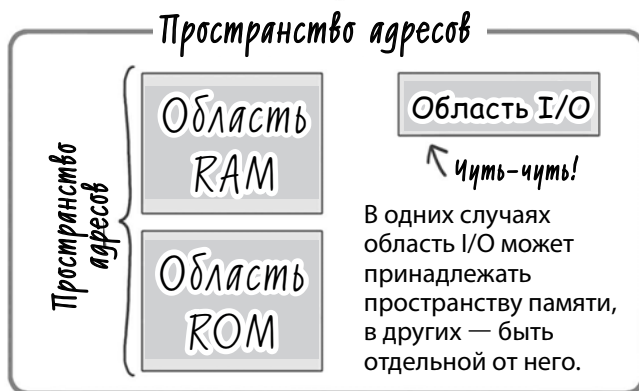 Пространство адресов
Пространство
адресов
Область
RAM
Область
ROM
Область I/O
Чуть-чуть!
В одних случаях
область I/O может
принадлежать
пространству памяти,
в других — быть
отдельной от него.